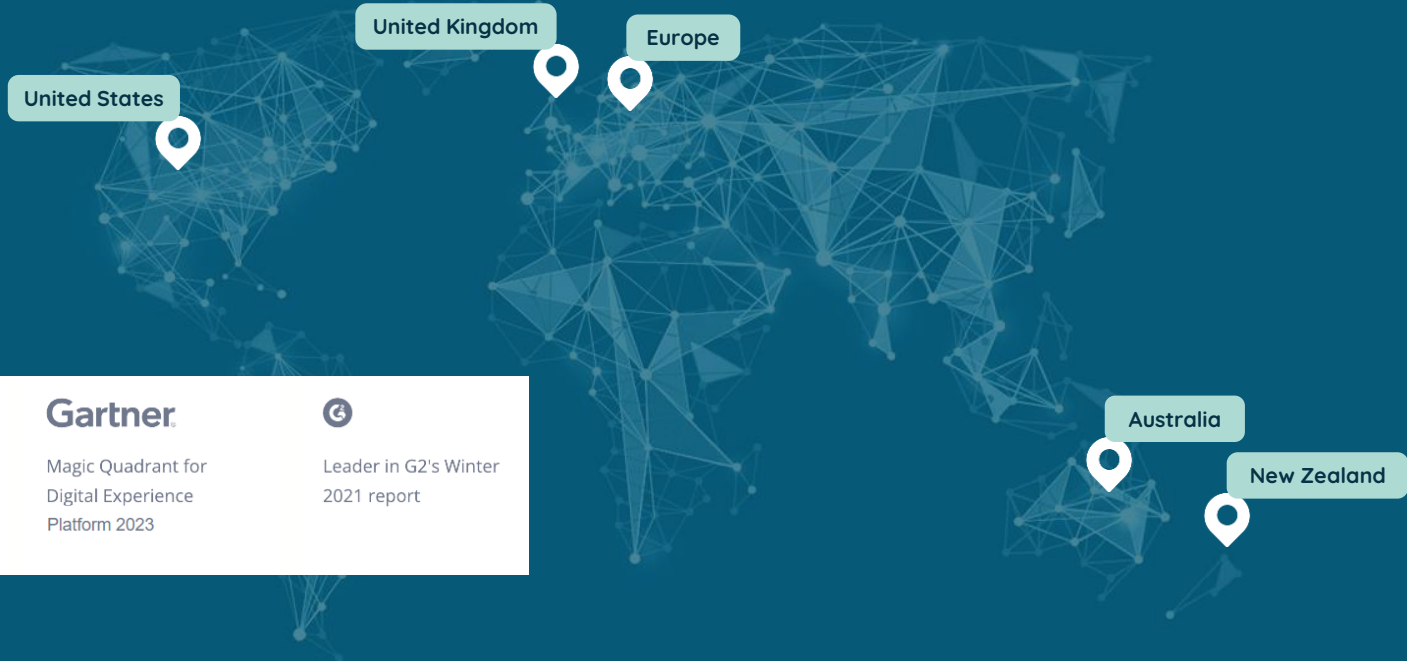 United Kingdom
Europe
United States
Gartner®
Magic Quadrant for
Digital Experience
Platform 2023
Leader in G2's Winter
2021 report
Australia
New Zealand